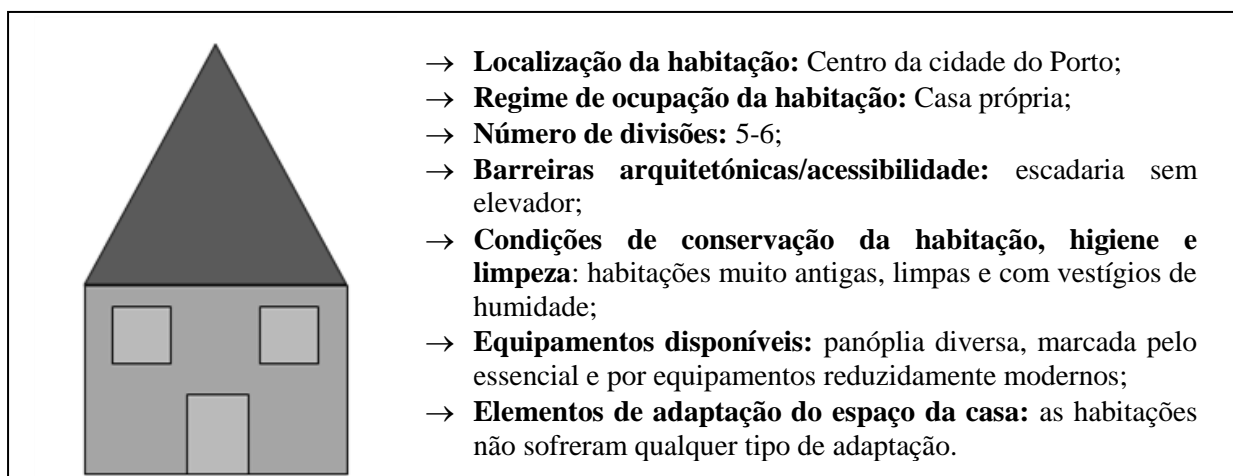 → Localização da habitação: Centro da cidade do Porto;
→ Regime de ocupação da habitação: Casa própria;
→ Número de divisões: 5-6;
→ Barreiras arquitetónicas/acessibilidade: escadaria sem
elevador;
→ Condições de conservação da habitação, higiene e
limpeza: habitações muito antigas, limpas e com vestígios de
humidade;
→ Equipamentos disponíveis: panóplia diversa, marcada pelo
essencial e por equipamentos reduzidamente modernos;
→ Elementos de adaptação do espaço da casa: as habitações
não sofreram qualquer tipo de adaptação.